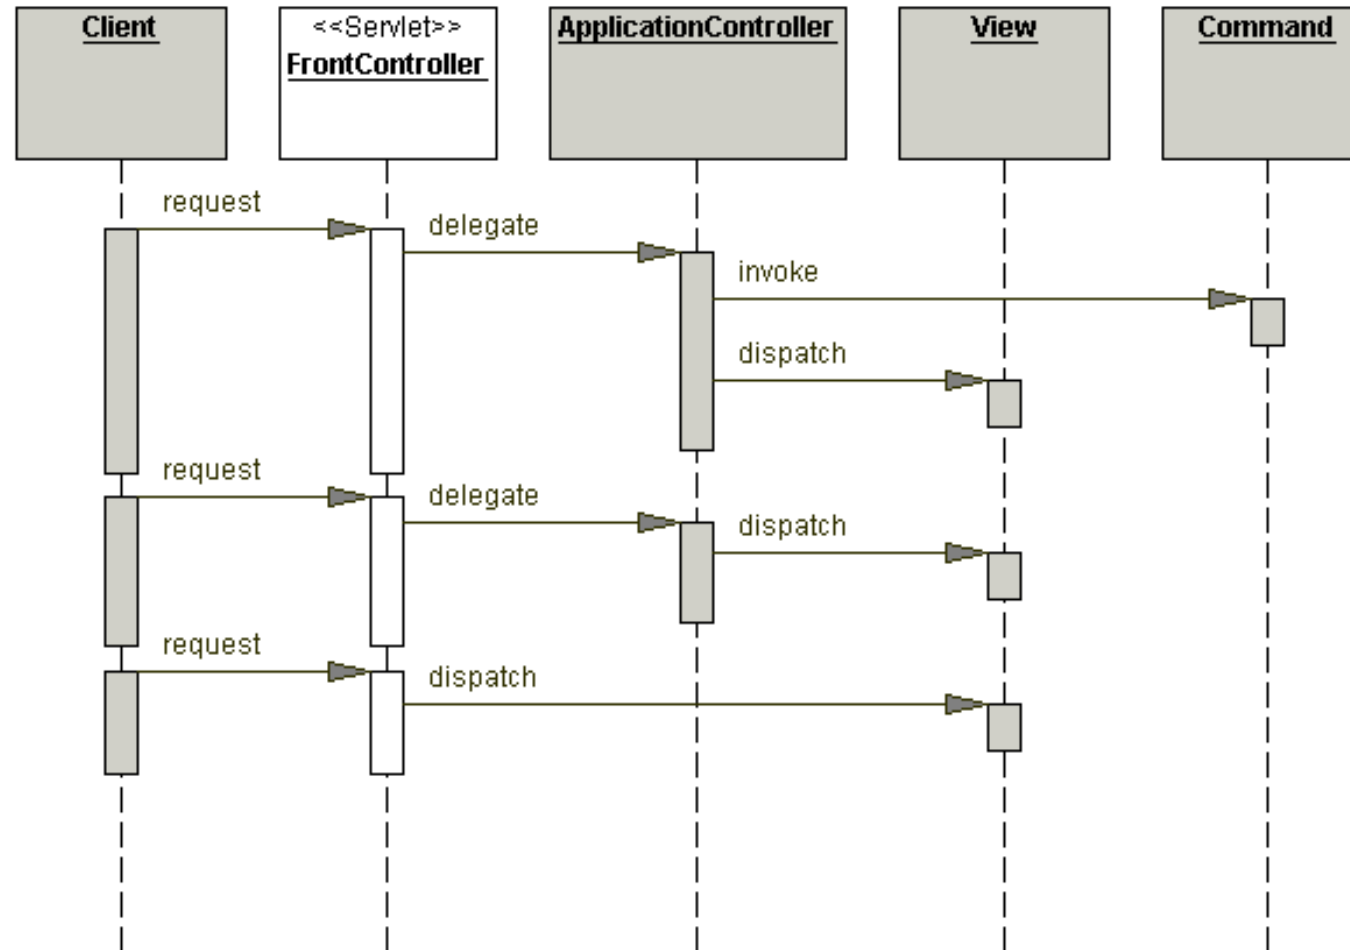 Client
<<Servlet>>
FrontController
ApplicationController
View
Command
request
delegate
invoke
dispatch
request
delegate
dispatch
request
dispatch